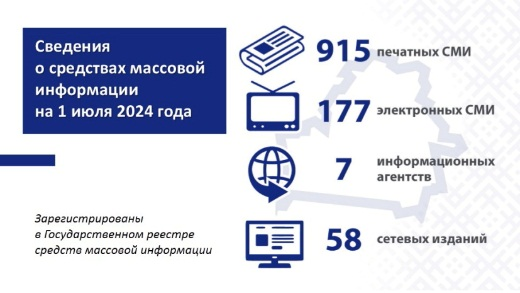 Сведения
о средствах массовой
информации
на 1 июля 2024 года
915 печатных СМИ
177 электронных СМИ
7 информационных
агентств
58 сетевых изданий
Зарегистрированы
в Государственном реестре
средств массовой информации